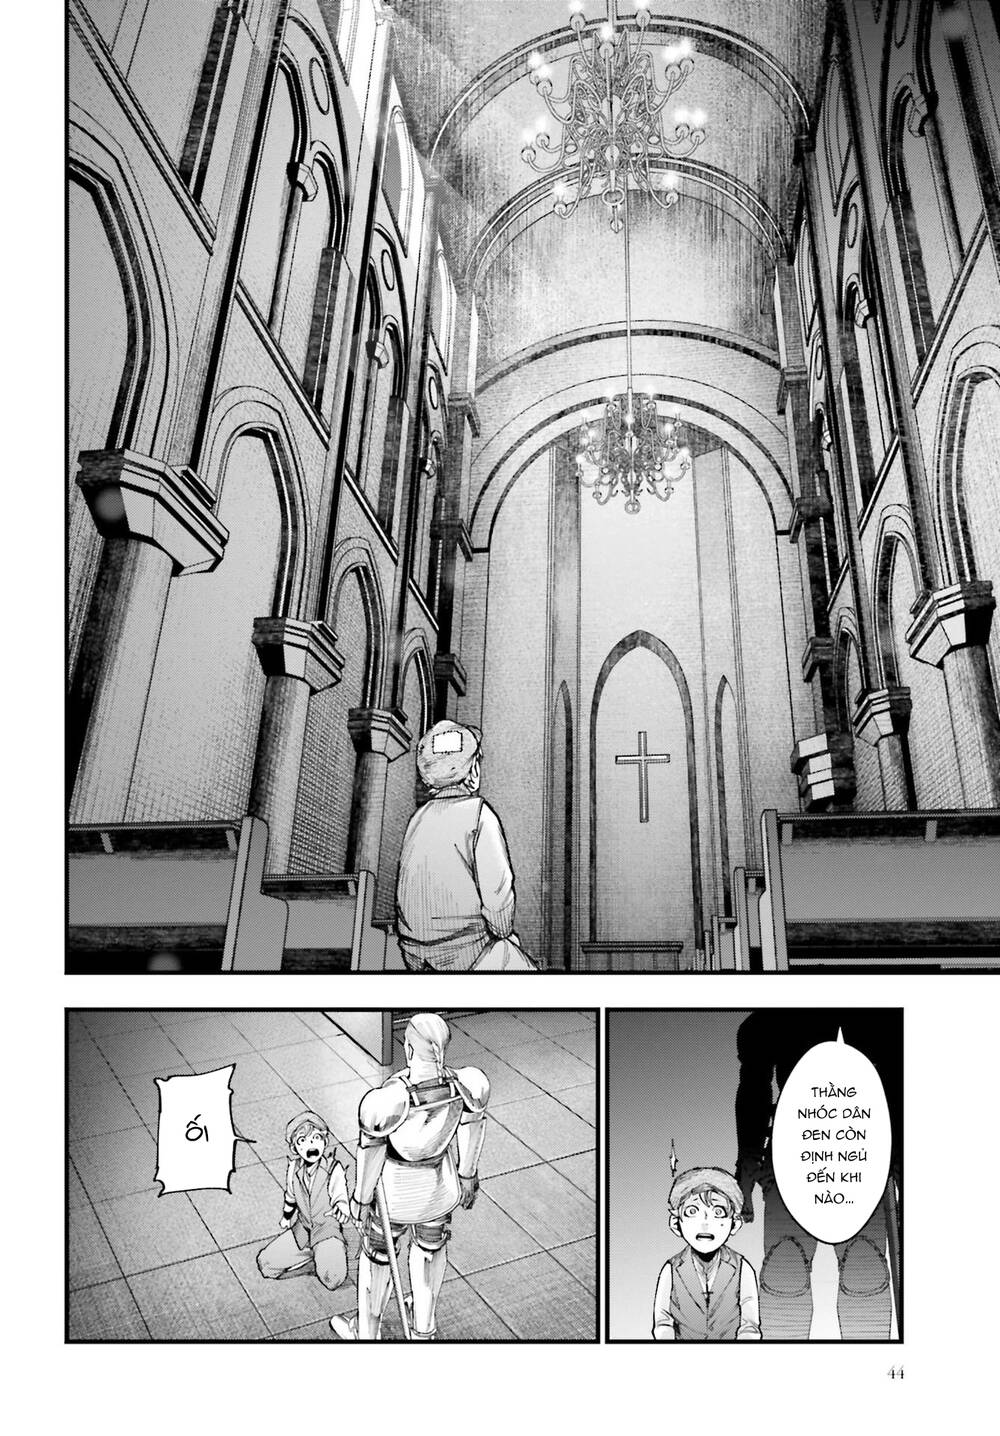 THẰNG
NHÓC DÂN
ĐEN CÒN
ĐỊNH NGỦ
ĐẾN KHI
NÀO...
ỐI
44